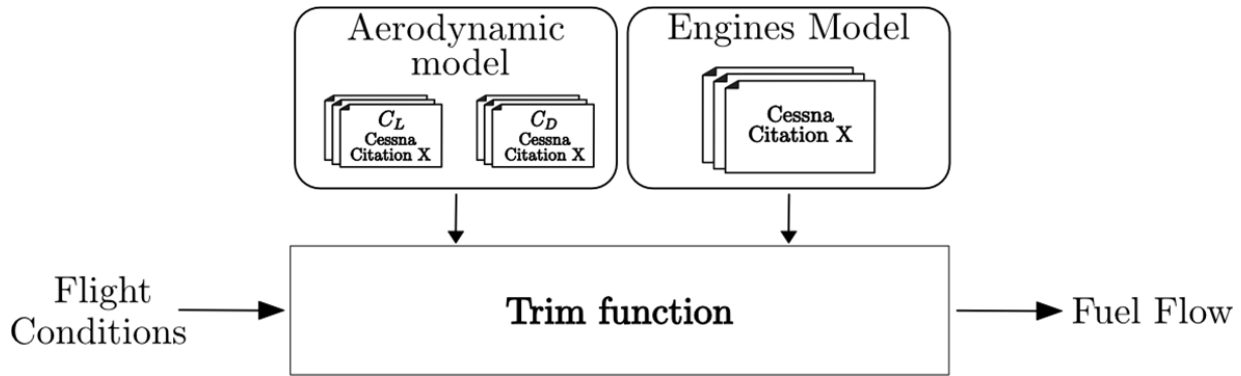 Aerodynamic
model
C_L
Cessna
Citation X
C_D
Cessna
Citation X
Engines Model
Cessna
Citation X
Flight
Conditions
Trim function
Fuel Flow